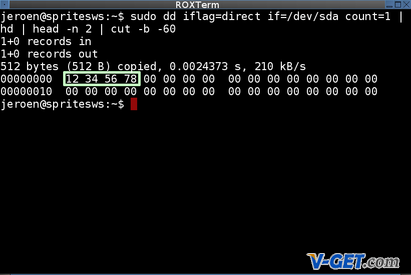 ROXTerm
jeroen@spritesws:~$ sudo dd iflag=direct if=/dev/sda count=1 |
hd | head -n 2 | cut -b -60
1+0 records in
1+0 records out
512 bytes (512 B) copied, 0.0024373 s, 210 kB/s
00000000  12 34 56 78 00 00 00 00  00 00 00 00 00 00 00 00
00000010  00 00 00 00 00 00 00 00  00 00 00 00 00 00 00 00
jeroen@spritesws:~$
V-GET.com